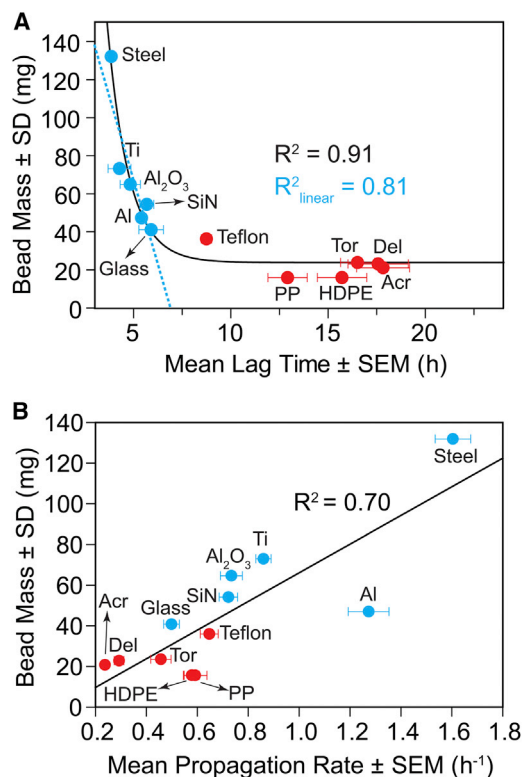 A
Bead Mass ± SD (mg)
140
120
100
80
60
40
20
0
Steel
Ti
Al₂O₃
SiN
Al
Glass
Teflon
R² = 0.91
R²linear = 0.81
Tor Del
PP HDPE Acr
5 10 15 20
Mean Lag Time ± SEM (h)
B
Bead Mass ± SD (mg)
140
120
100
80
60
40
20
0
Steel
R² = 0.70
Ti
Al₂O₃
SiN
Al
Glass
Acr
Teflon
Del
Tor
HDPE PP
0.2 0.4 0.6 0.8 1.0 1.2 1.4 1.6 1.8
Mean Propagation Rate ± SEM (h⁻¹)